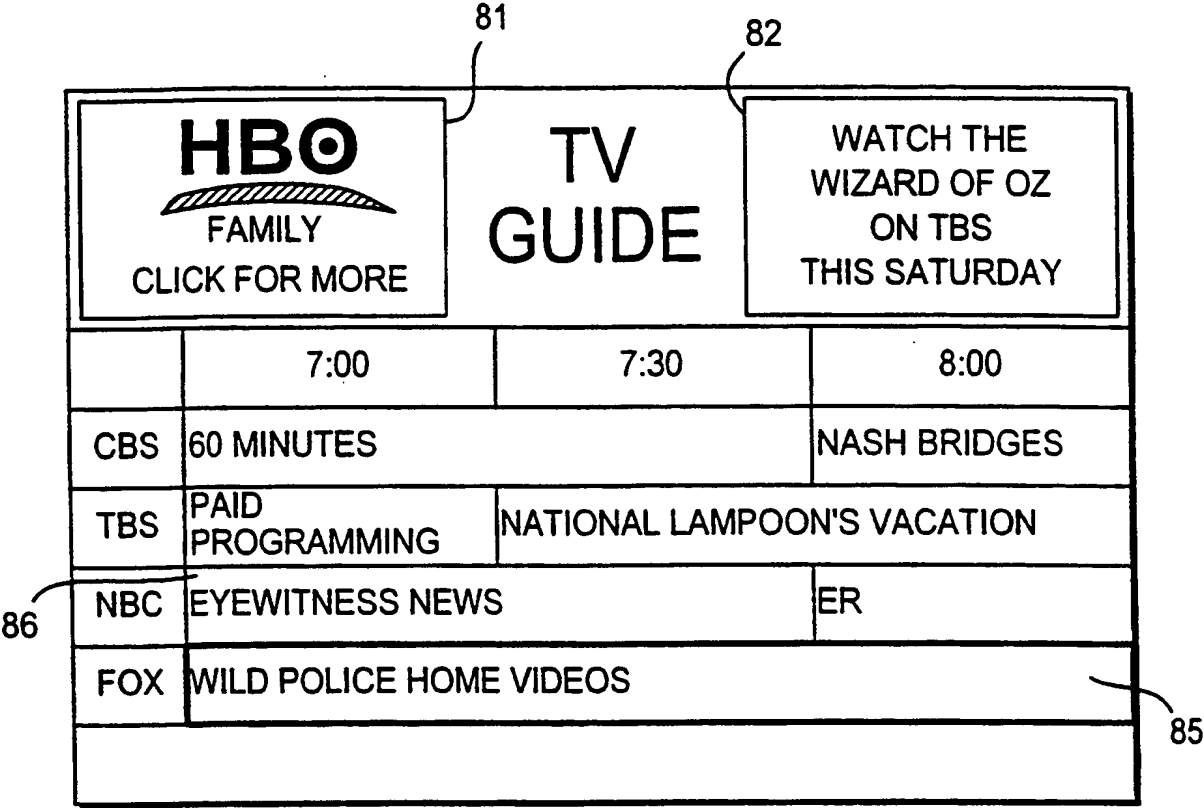 81
82
HBO
FAMILY
CLICK FOR MORE
TV
GUIDE
WATCH THE
WIZARD OF OZ
ON TBS
THIS SATURDAY
7:00 7:30 8:00
CBS 60 MINUTES NASH BRIDGES
TBS PAID
PROGRAMMING NATIONAL LAMPOON'S VACATION
NBC EYEWITNESS NEWS ER
86
FOX WILD POLICE HOME VIDEOS
85